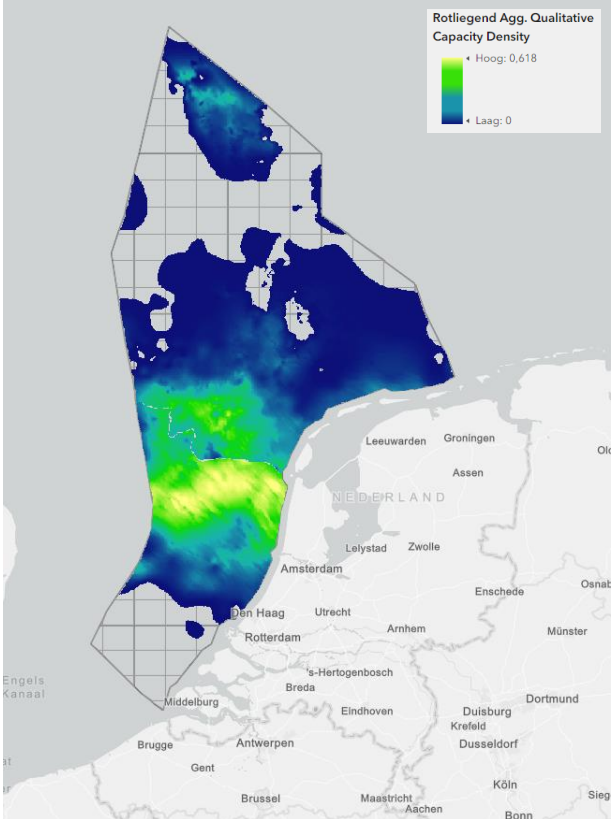 Rotliegend Agg. Qualitative
Capacity Density
Hoog: 0,618
Laag: 0
Leeuwarden
Groningen
Assen
NEDERLAND
Lelystad
Zwolle
Amsterdam
Enschede
Den Haag
Utrecht
Arnhem
Münster
Rotterdam
Engels
Kanaal
's-Hertogenbosch
Breda
Middelburg
Eindhoven
Dortmund
Duisburg
Krefeld
Brugge
Antwerpen
Dusseldorf
Gent
Köln
Brussel
Maastricht
Aachen
Bonn